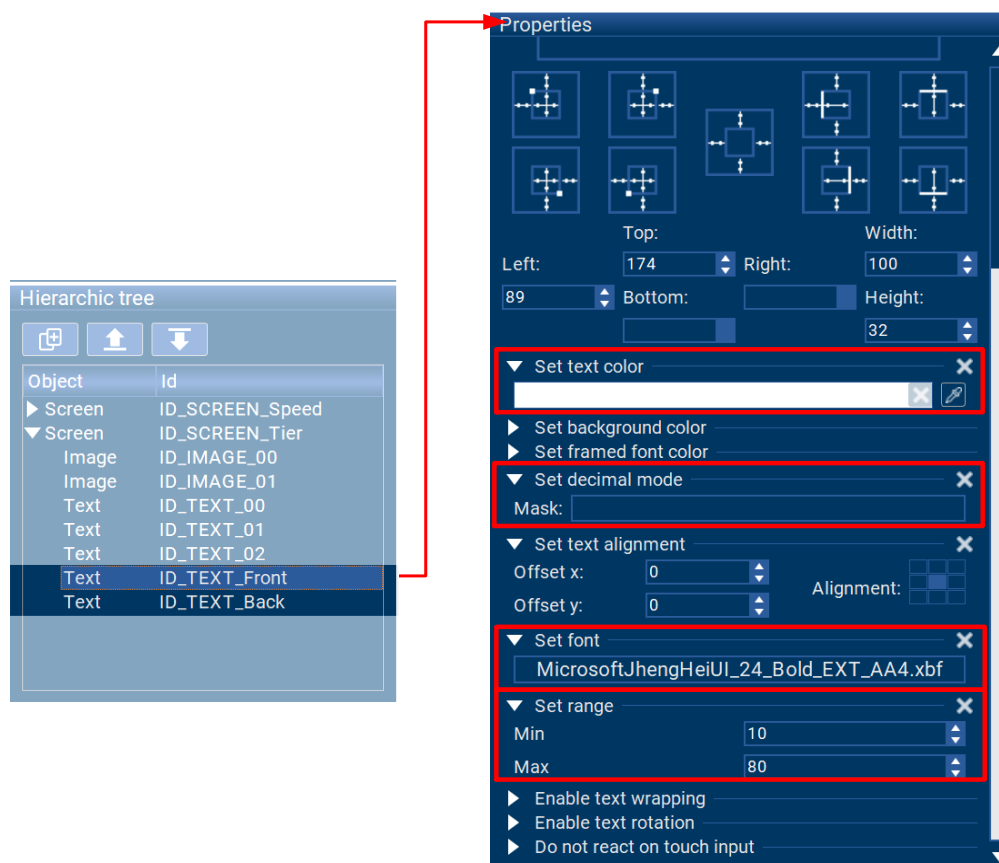 Properties
Top:
Width:
Left:
174
Right:
100
89
Bottom:
Height:
32
Hierarchic tree
Object Id
Screen ID_SCREEN_Speed
Screen ID_SCREEN_Tier
Image ID_IMAGE_00
Image ID_IMAGE_01
Text ID_TEXT_00
Text ID_TEXT_01
Text ID_TEXT_02
Text ID_TEXT_Front
Text ID_TEXT_Back
Set text color
Set background color
Set framed font color
Set decimal mode
Mask:
Set text alignment
Offset x: 0
Alignment:
Offset y: 0
Set font
MicrosoftJhengHeiUI_24_Bold_EXT_AA4.xbf
Set range
Min 10
Max 80
Enable text wrapping
Enable text rotation
Do not react on touch input